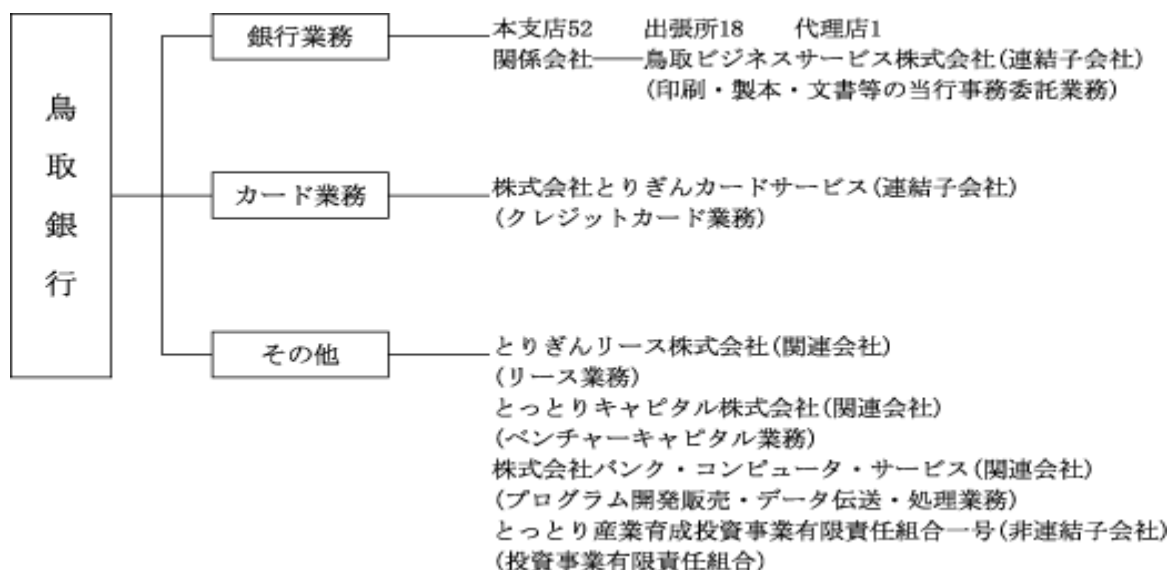 鳥取銀行
銀行業務
本支店52　　出張所18　　代理店1
関係会社――鳥取ビジネスサービス株式会社(連結子会社)
(印刷・製本・文書等の当行事務委託業務)
カード業務
株式会社とりぎんカードサービス(連結子会社)
(クレジットカード業務)
その他
とりぎんリース株式会社(関連会社)
(リース業務)
とっとりキャピタル株式会社(関連会社)
(ベンチャーキャピタル業務)
株式会社バンク・コンピュータ・サービス(関連会社)
(プログラム開発販売・データ伝送・処理業務)
とっとり産業育成投資事業有限責任組合一号(非連結子会社)
(投資事業有限責任組合)